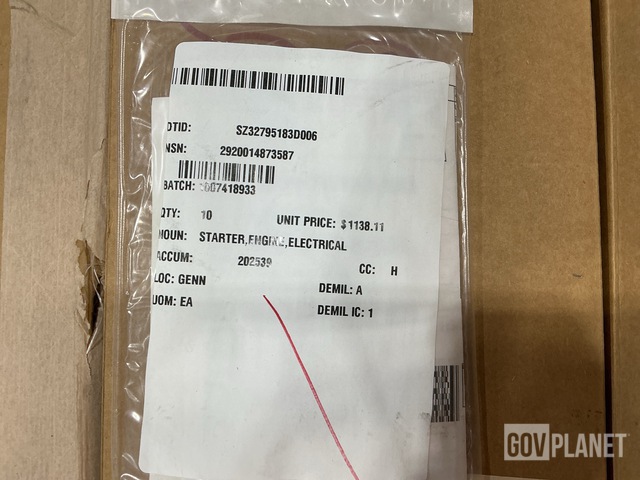 DTID: SZ32795183D006
NSN: 2920014873587
BATCH: 007418933
QTY: 10 UNIT PRICE: $1138.11
NOUN: STARTER,ENGINE,ELECTRICAL
ACCUM: 202539 CC: H
LOC: GENN DEMIL: A
UOM: EA DEMIL IC: 1
GOVPLANET